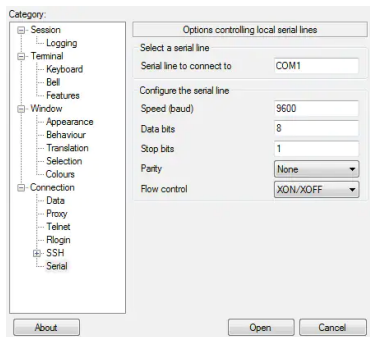 Category:
Session
Logging
Terminal
Keyboard
Bell
Features
Window
Appearance
Behaviour
Translation
Selection
Colours
Connection
Data
Proxy
Telnet
Rlogin
SSH
Serial
Options controlling local serial lines
Select a serial line
Serial line to connect to COM1
Configure the serial line
Speed (baud) 9600
Data bits 8
Stop bits 1
Parity None
Flow control XON/XOFF
About Open Cancel